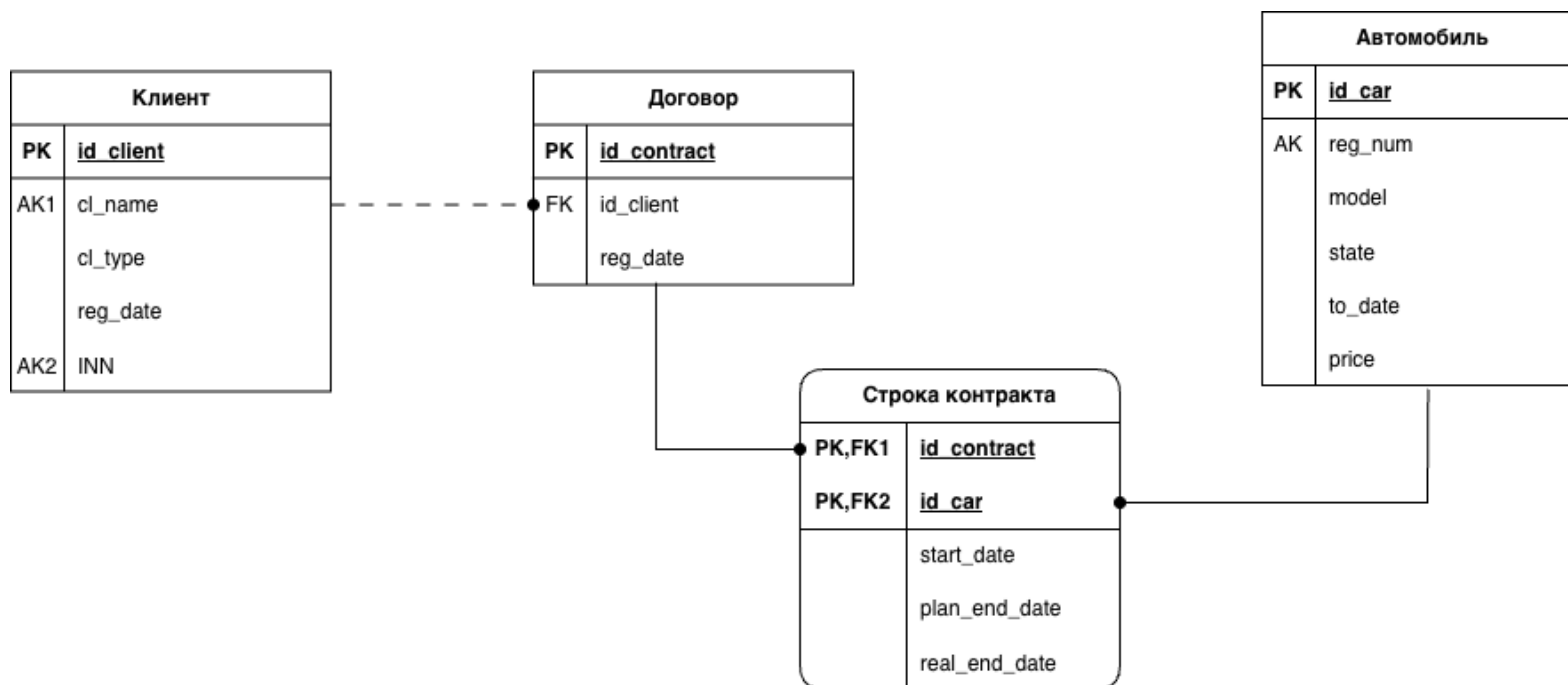 Клиент
PK id_client
AK1 cl_name
cl_type
reg_date
AK2 INN
Договор
PK id_contract
FK id_client
reg_date
Автомобиль
PK id_car
AK reg_num
model
state
to_date
price
Строка контракта
PK,FK1 id_contract
PK,FK2 id_car
start_date
plan_end_date
real_end_date